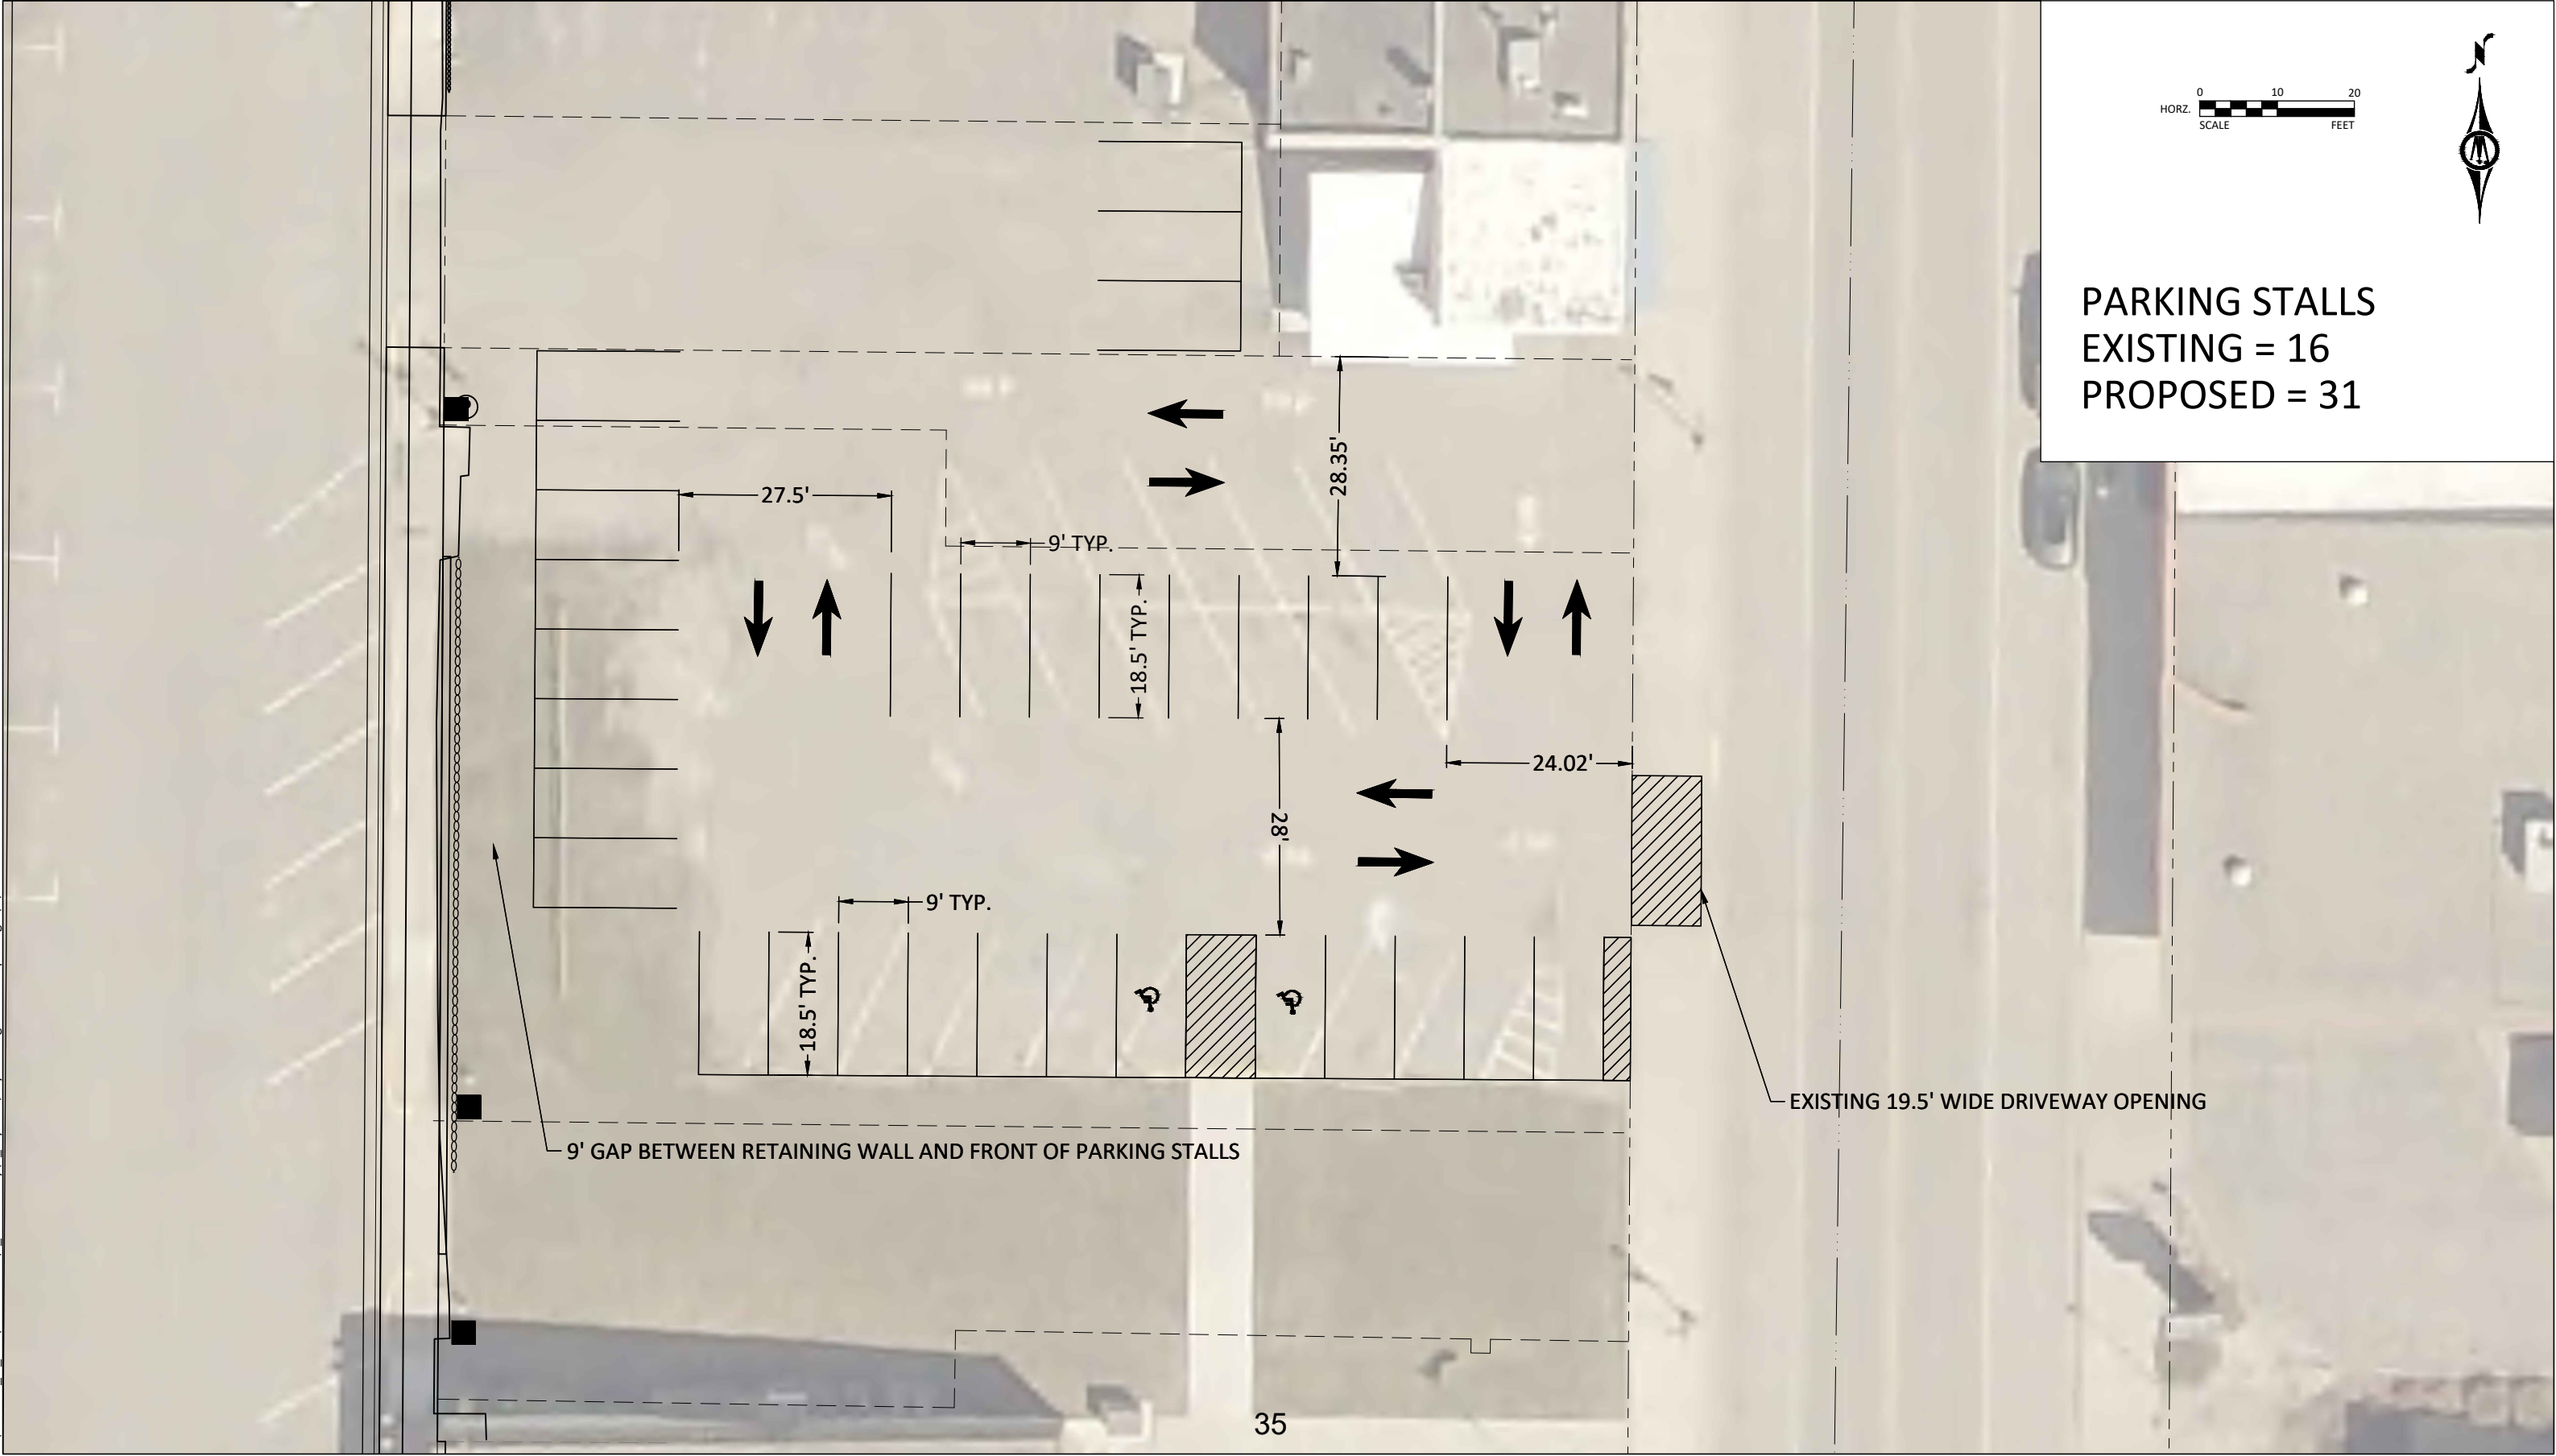 N
0 10 20
HORZ.
SCALE FEET
PARKING STALLS
EXISTING = 16
PROPOSED = 31
28.35'
27.5'
9' TYP.
18.5' TYP.
24.02'
28'
9' TYP.
18.5' TYP.
EXISTING 19.5' WIDE DRIVEWAY OPENING
9' GAP BETWEEN RETAINING WALL AND FRONT OF PARKING STALLS
35